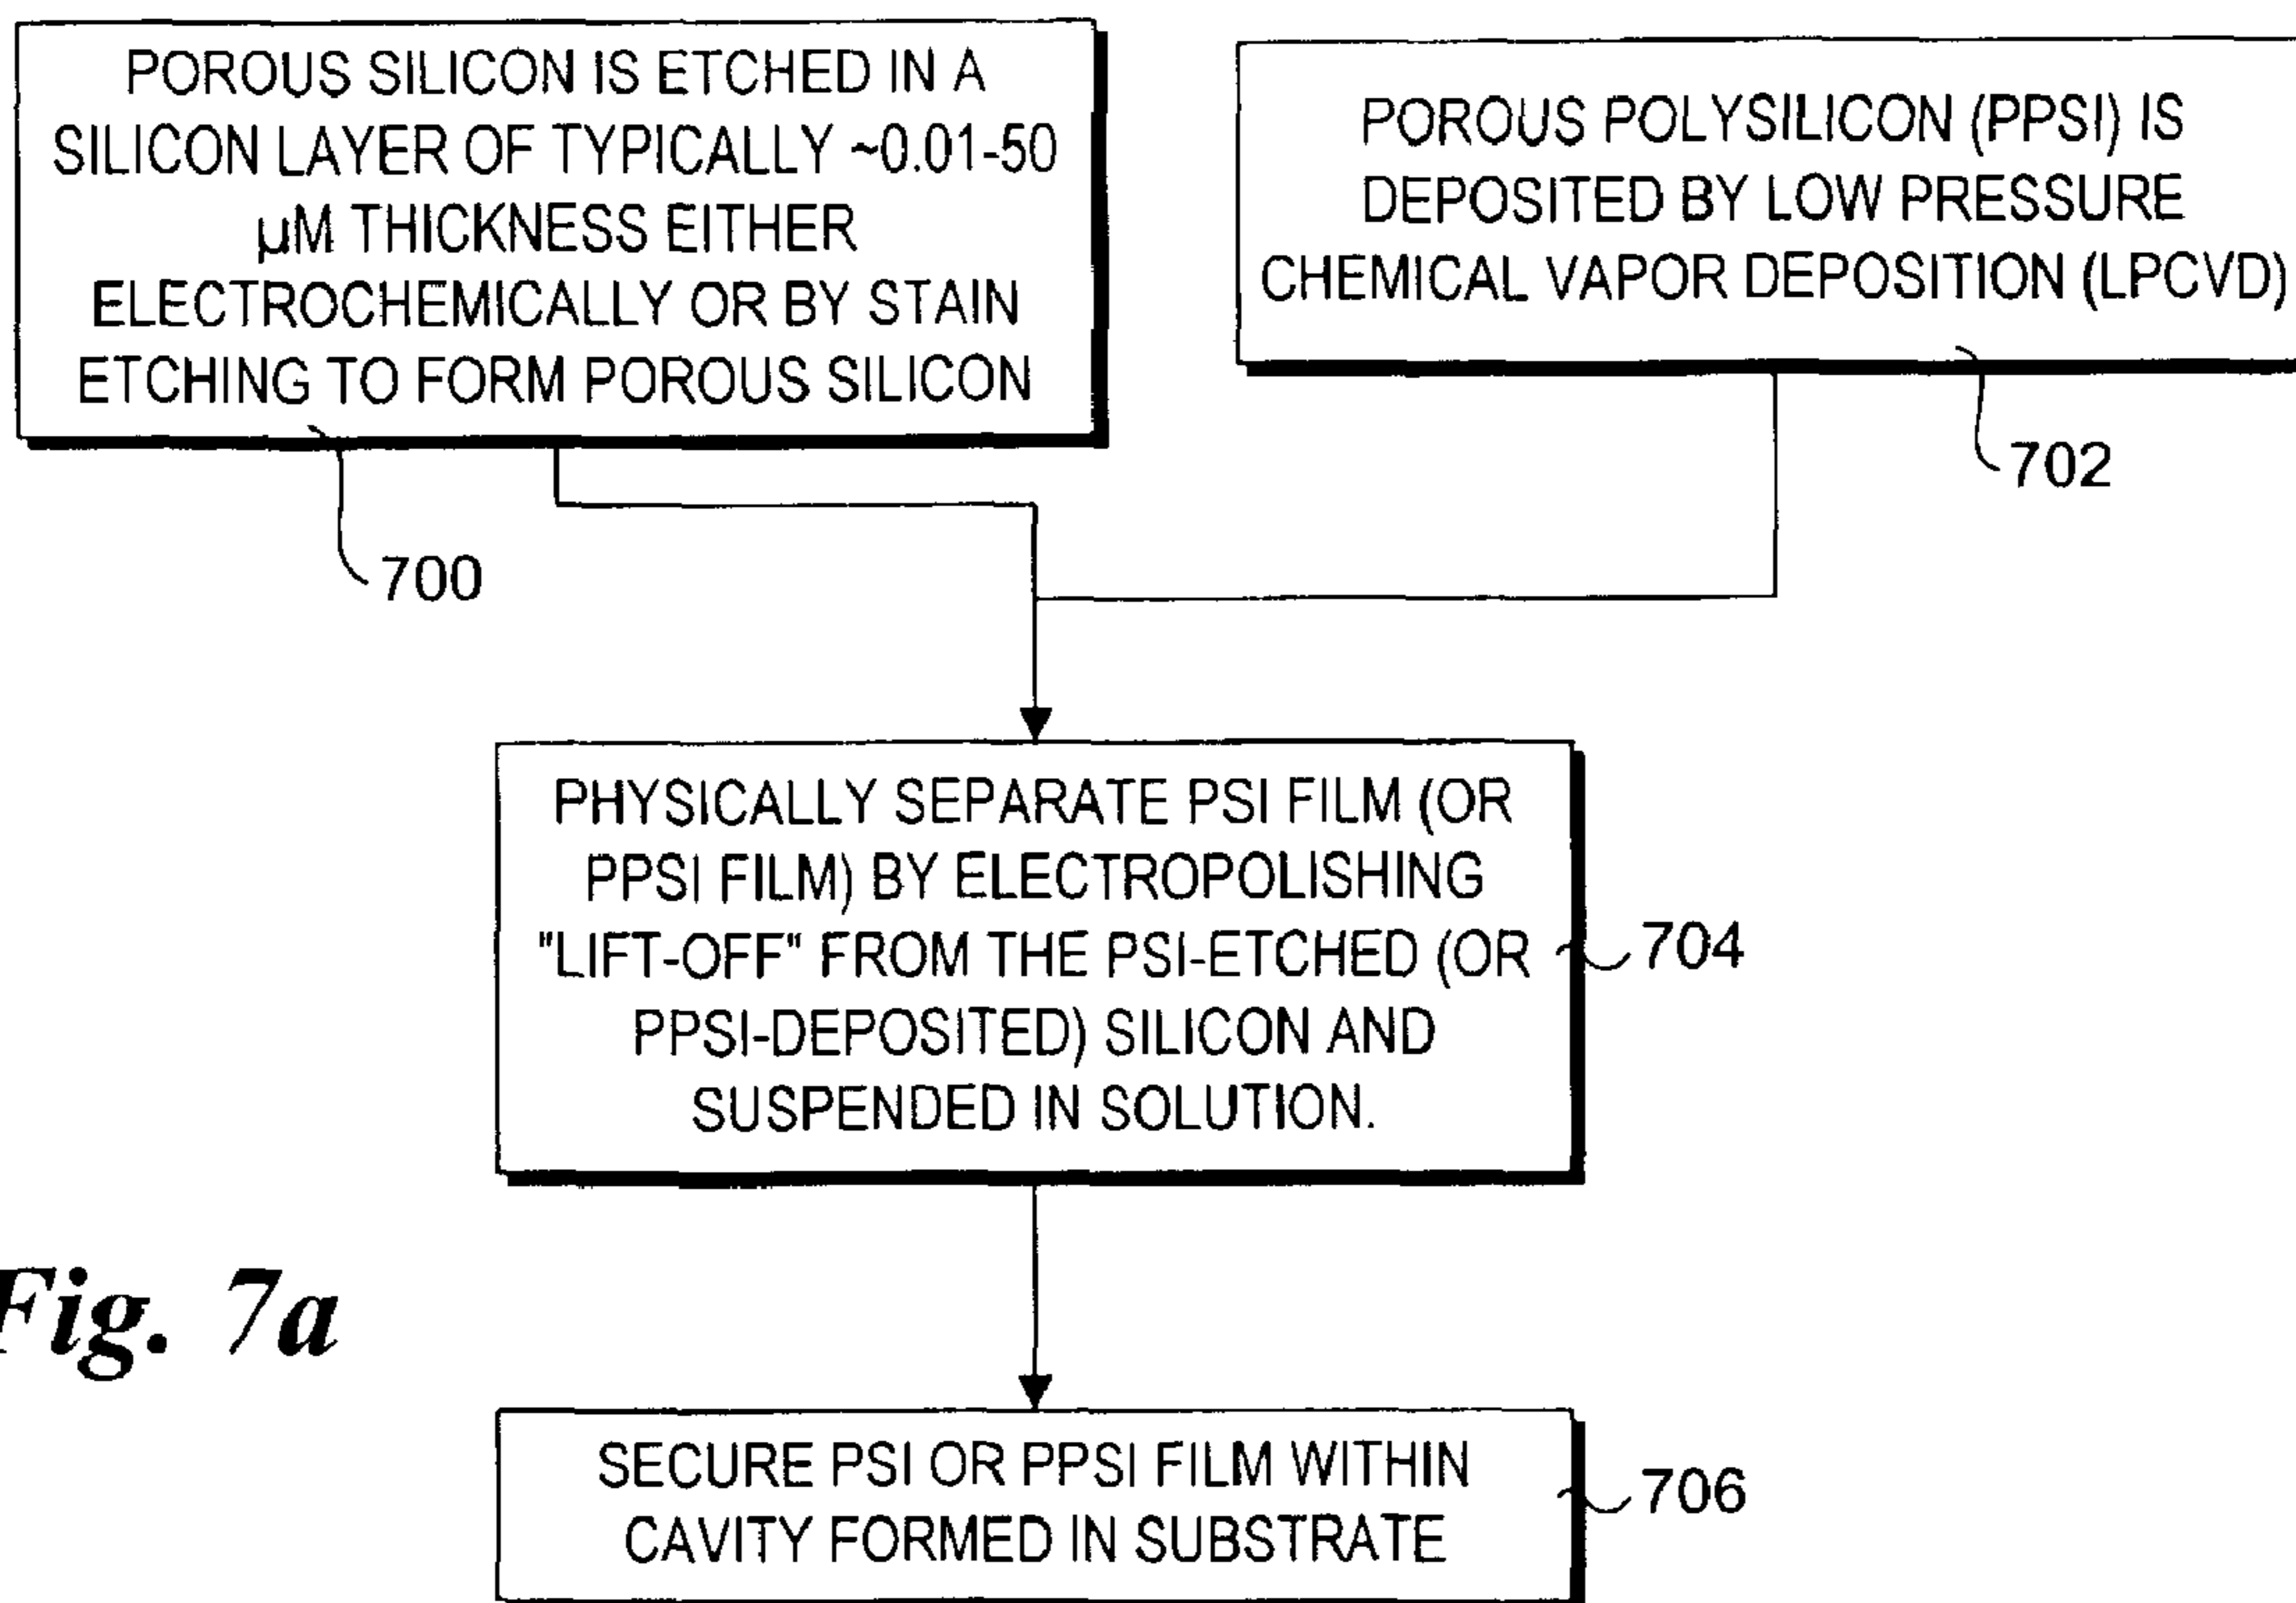 POROUS SILICON IS ETCHED IN A
SILICON LAYER OF TYPICALLY ~0.01-50
µM THICKNESS EITHER
ELECTROCHEMICALLY OR BY STAIN
ETCHING TO FORM POROUS SILICON
700
POROUS POLYSILICON (PPSI) IS
DEPOSITED BY LOW PRESSURE
CHEMICAL VAPOR DEPOSITION (LPCVD)
702
PHYSICALLY SEPARATE PSI FILM (OR
PPSI FILM) BY ELECTROPOLISHING
"LIFT-OFF" FROM THE PSI-ETCHED (OR
PPSI-DEPOSITED) SILICON AND
SUSPENDED IN SOLUTION.
704
SECURE PSI OR PPSI FILM WITHIN
CAVITY FORMED IN SUBSTRATE
706
Fig. 7a